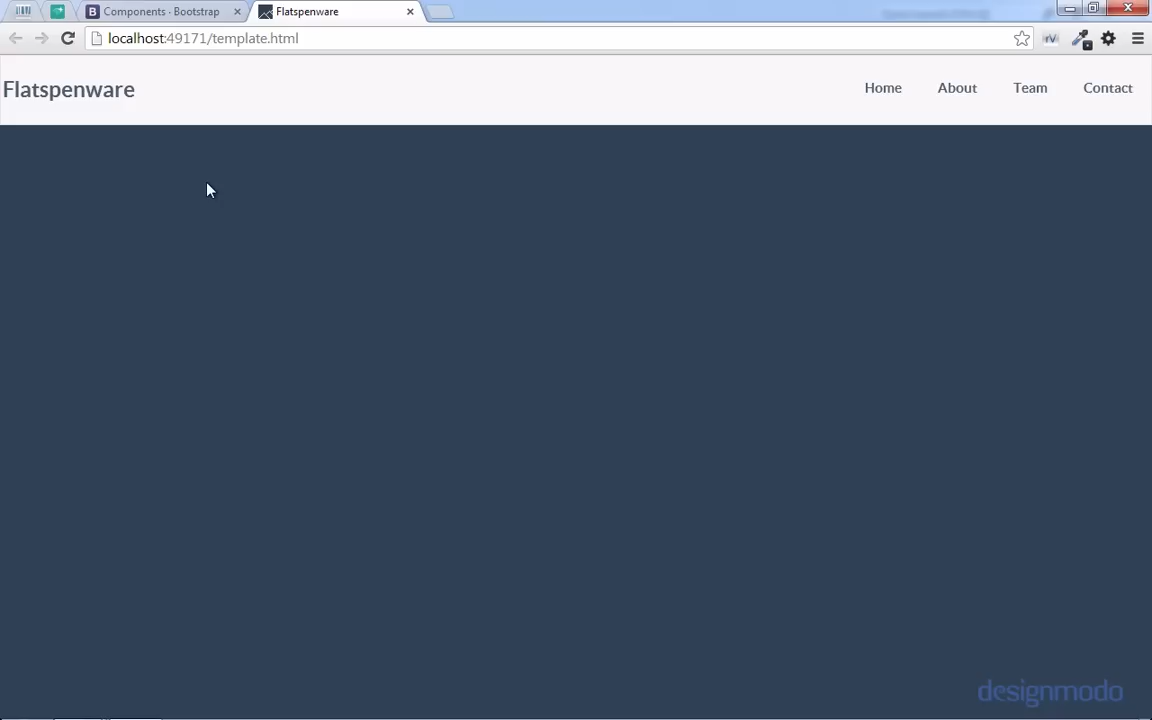 Components · Bootstrap
Flatspenware
localhost:49171/template.html
Flatspenware
Home
About
Team
Contact
designmodo